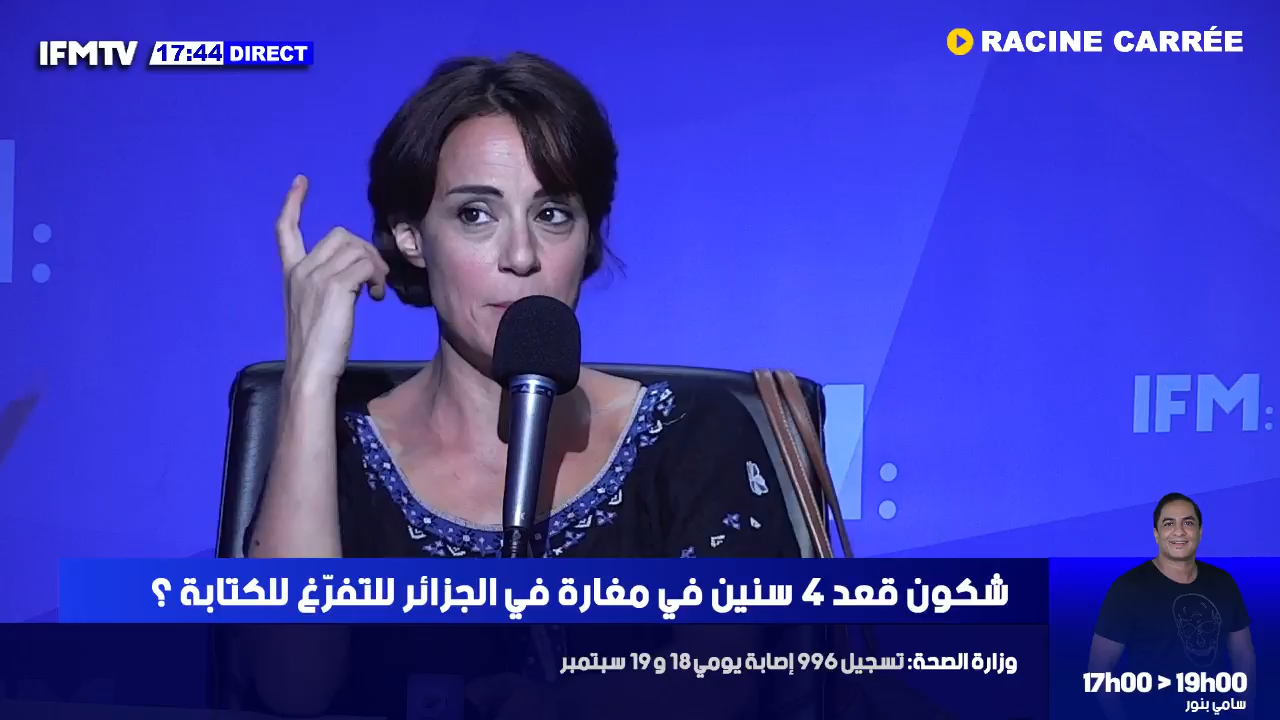 IFMTV 17:44 DIRECT
RACINE CARRÉE
IFM:
شكون قعد 4 سنين في مغارة في الجزائر للتفرّغ للكتابة ؟
وزارة الصحة: تسجيل 996 إصابة يومي 18 و 19 سبتمبر
17h00 > 19h00
سامي بنور